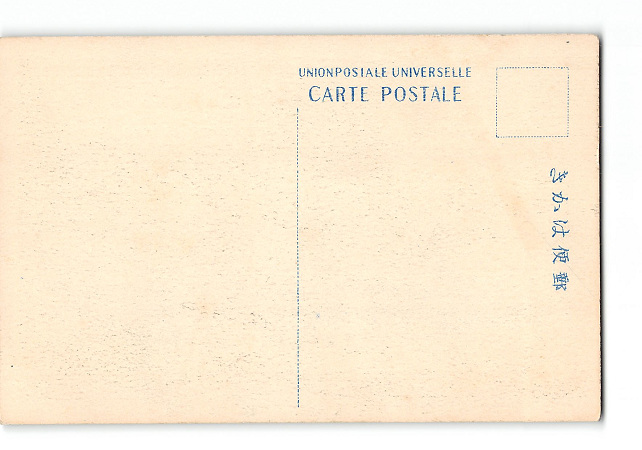 UNION POSTALE UNIVERSELLE
CARTE POSTALE
きかは便郵